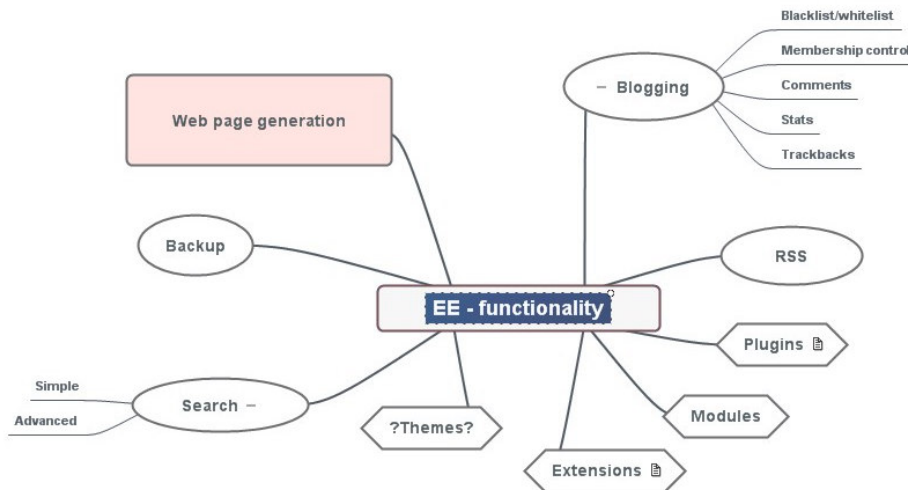 Blacklist/whitelist
Membership control
Comments
Stats
Trackbacks
Blogging
Web page generation
Backup
RSS
EE - functionality
Plugins
Modules
Extensions
?Themes?
Search
Simple
Advanced